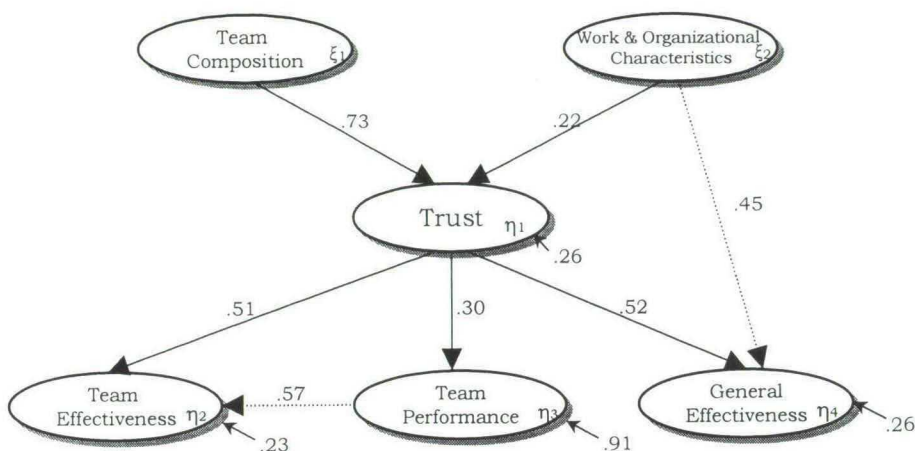 Team
Composition ξ1
Work & Organizational
Characteristics ξ2
.73
.22
.45
Trust η1
.26
.51
.30
.52
Team
Effectiveness η2
.57
Team
Performance η3
General
Effectiveness η4
.23
.91
.26